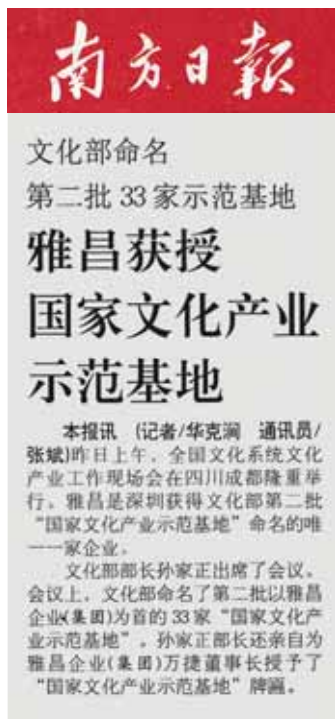 南方日報
文化部命名
第二批33家示范基地
雅昌获授
国家文化产业
示范基地
本报讯 (记者/华克涧 通讯员/
张斌)昨日上午，全国文化系统文化
产业工作现场会在四川成都隆重举
行。雅昌是深圳获得文化部第二批
“国家文化产业示范基地”命名的唯
一一家企业。
文化部部长孙家正出席了会议。
会议上，文化部命名了第二批以雅昌
企业(集团)为首的33家“国家文化产
业示范基地”。孙家正部长还亲自为
雅昌企业(集团)万捷董事长授予了
“国家文化产业示范基地”牌匾。